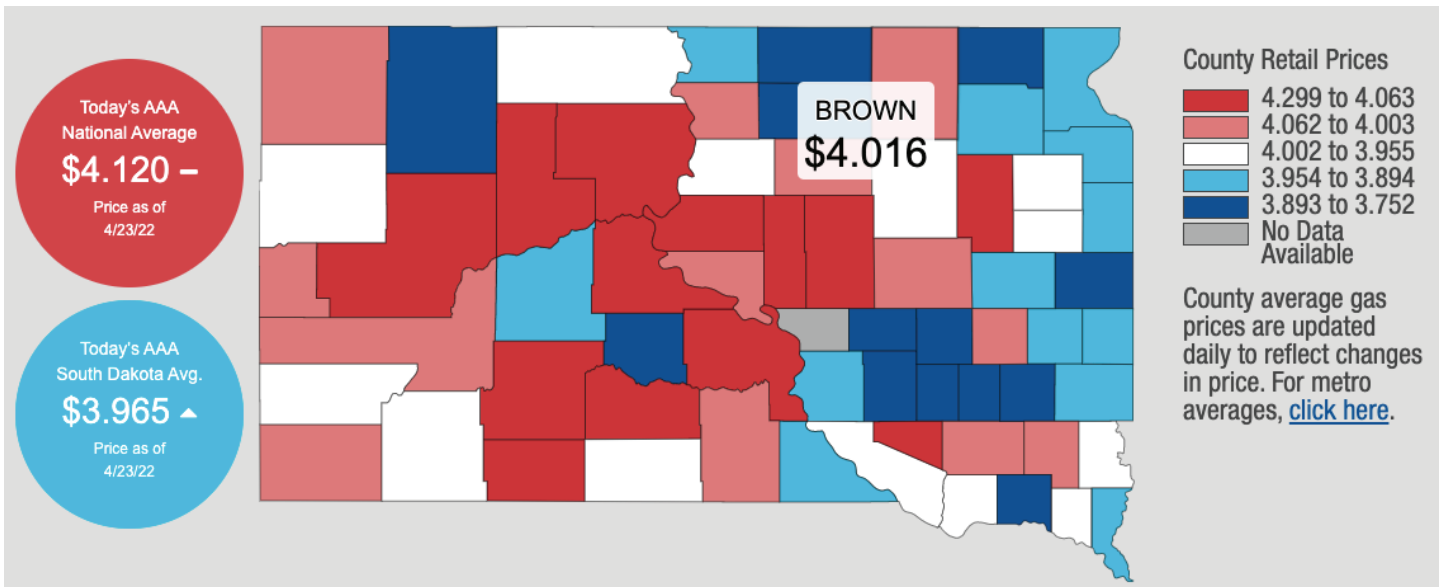 Today's AAA
National Average
$4.120 –
Price as of
4/23/22
Today's AAA
South Dakota Avg.
$3.965
Price as of
4/23/22
BROWN
$4.016
County Retail Prices
4.299 to 4.063
4.062 to 4.003
4.002 to 3.955
3.954 to 3.894
3.893 to 3.752
No Data
Available
County average gas
prices are updated
daily to reflect changes
in price. For metro
averages, click here.